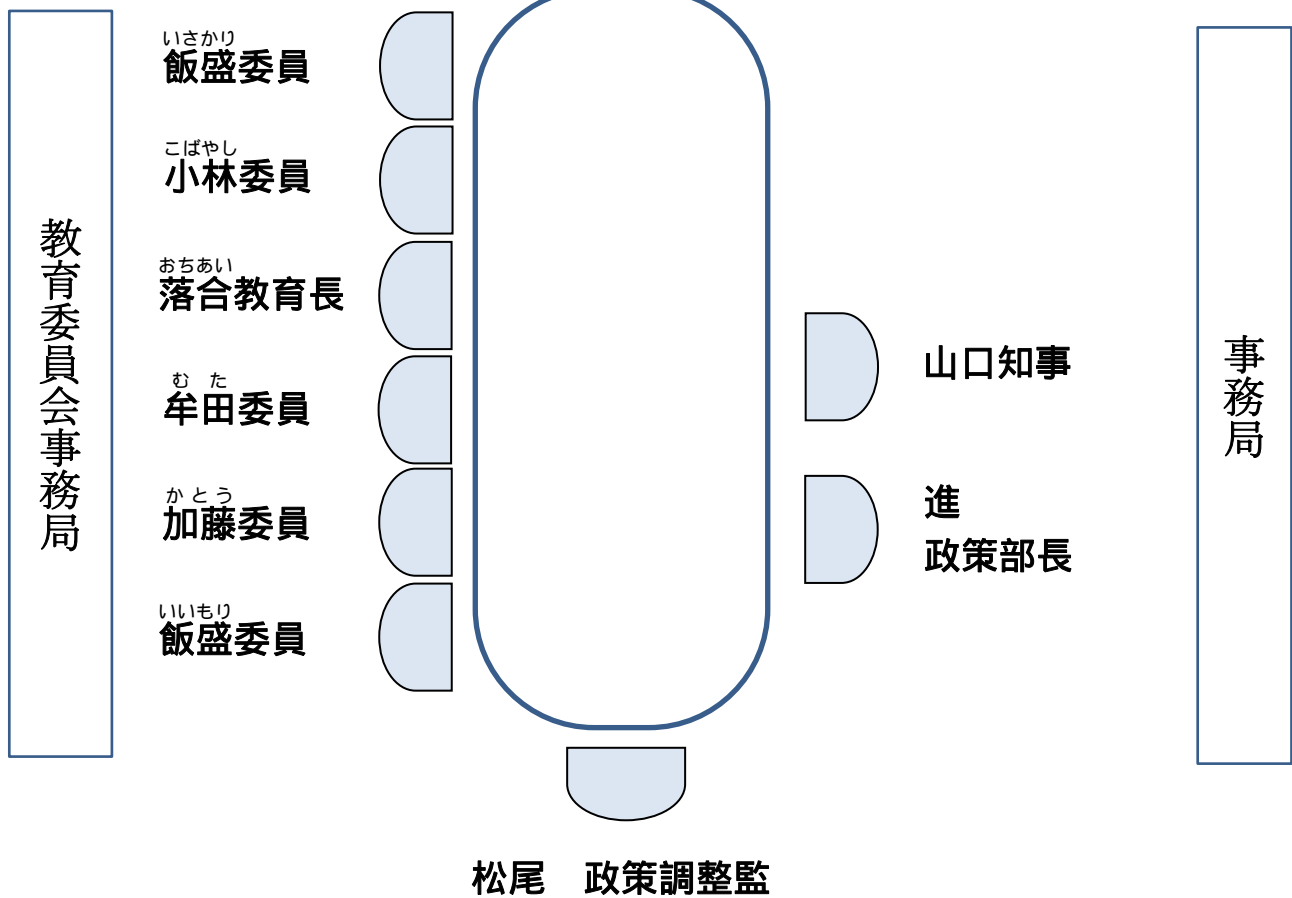 教育委員会事務局
いさかり
飯盛委員
こばやし
小林委員
おちあい
落合教育長
む た
牟田委員
かとう
加藤委員
いいもり
飯盛委員
山口知事
進
政策部長
事務局
松尾　政策調整監